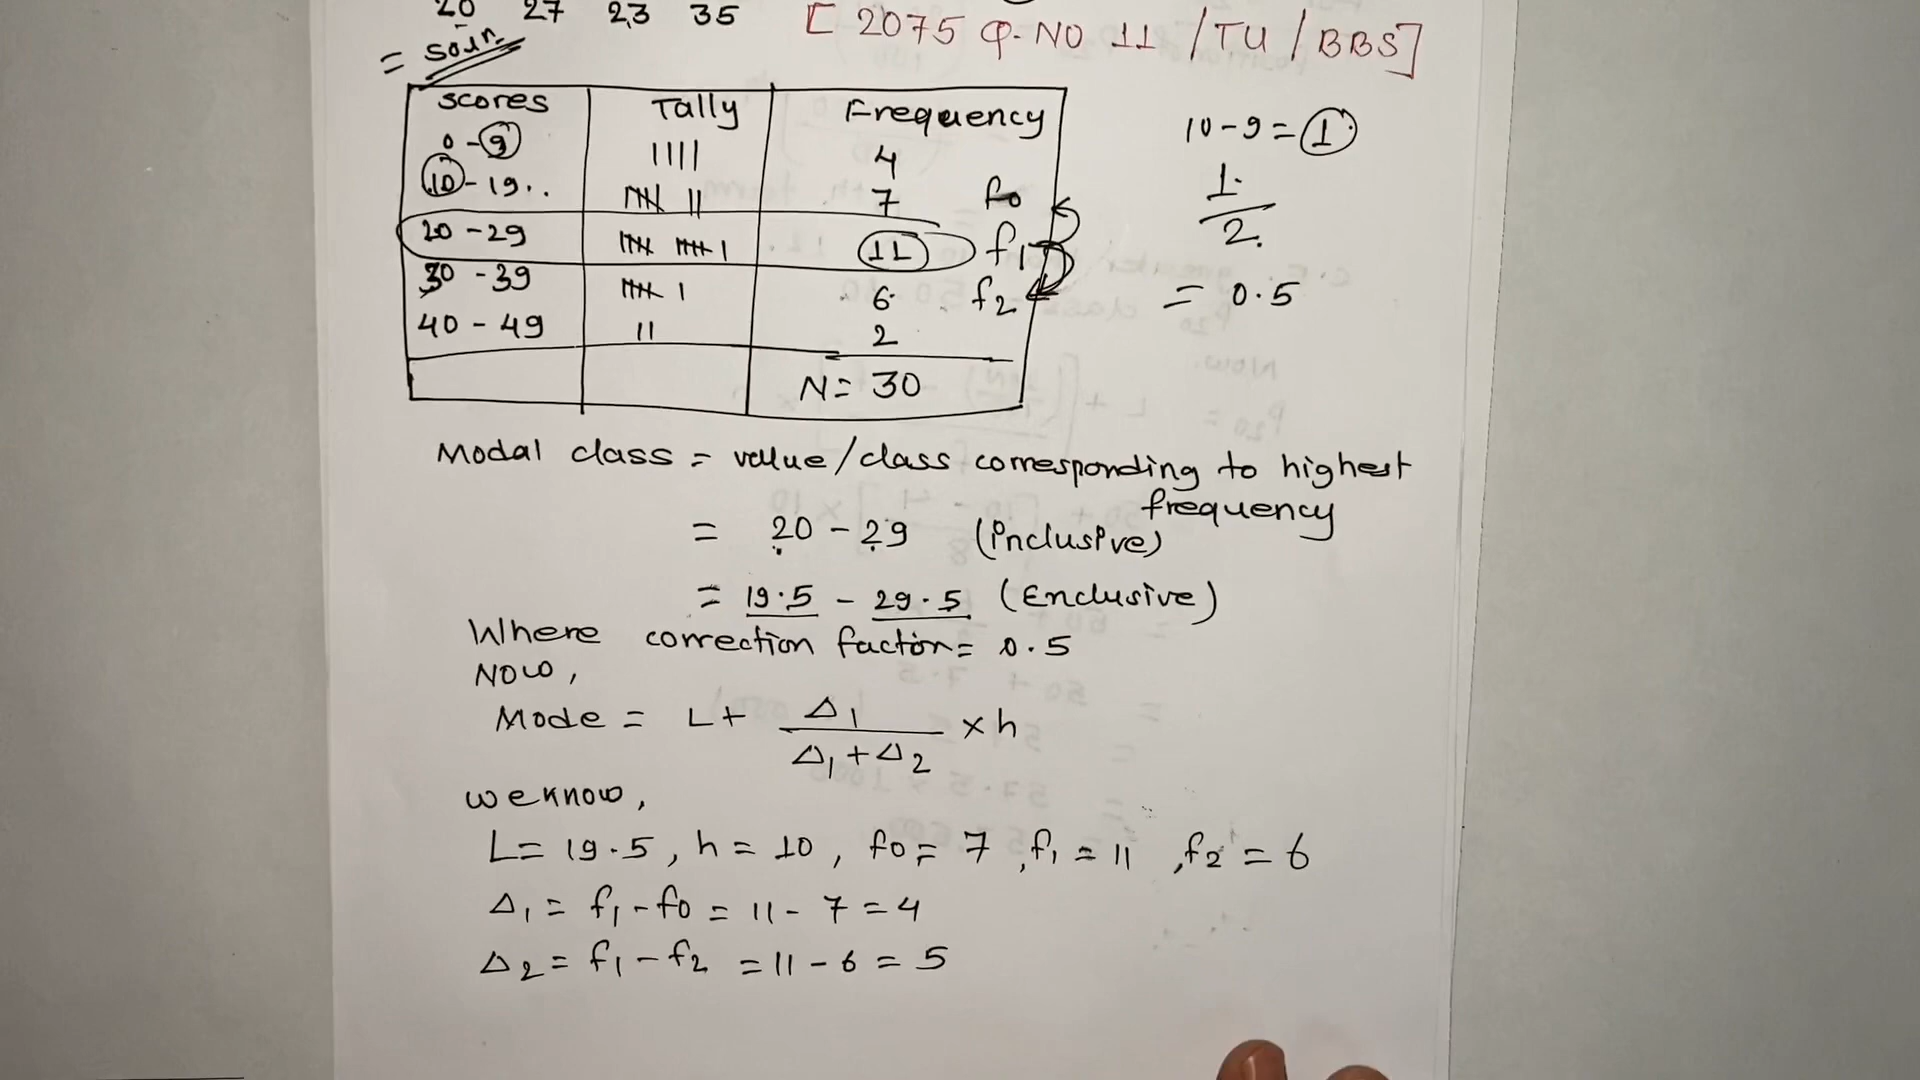 20 27 23 35 [2075 Q.NO 11 /TU/BBS]
= Soln.
Scores Tally Frequency
0-9 |||| 4
10-19.. |||| || 7 f0
20-29 |||| |||| | 11 f1
30-39 |||| | 6 f2
40-49 || 2
N= 30
10-9=1
1
2
= 0.5
Modal class = value/class corresponding to highest
frequency
= 20-29 (inclusive)
= 19.5 - 29.5 (Enclusive)
Where correction factor= 0.5
Now,
Mode = L+ Δ1/Δ1+Δ2 ×h
we know,
L= 19.5, h= 10, f0= 7, f1= 11, f2= 6
Δ1= f1-f0 = 11-7=4
Δ2= f1-f2 =11-6=5